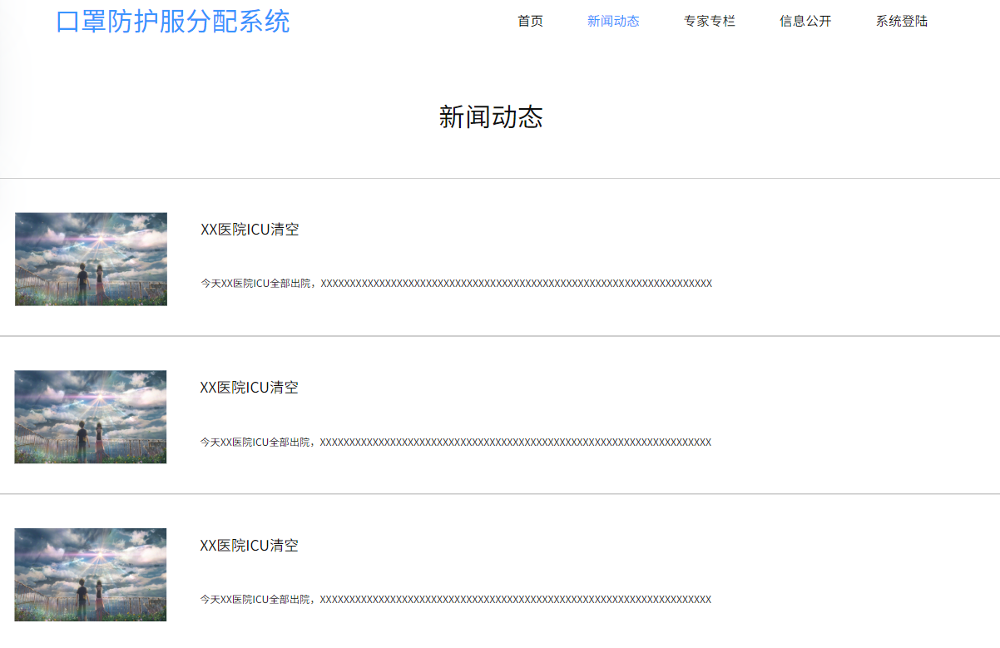 口罩防护服分配系统 首页 新闻动态 专家专栏 信息公开 系统登陆
新闻动态
XX医院ICU清空
今天XX医院ICU全部出院，XXXXXXXXXXXXXXXXXXXXXXXXXXXXXXXXXXXXXXXXXXXXXXXXXXXXXXXXXXXXXXXXXXX
XX医院ICU清空
今天XX医院ICU全部出院，XXXXXXXXXXXXXXXXXXXXXXXXXXXXXXXXXXXXXXXXXXXXXXXXXXXXXXXXXXXXXXXXXXX
XX医院ICU清空
今天XX医院ICU全部出院，XXXXXXXXXXXXXXXXXXXXXXXXXXXXXXXXXXXXXXXXXXXXXXXXXXXXXXXXXXXXXXXXXXX